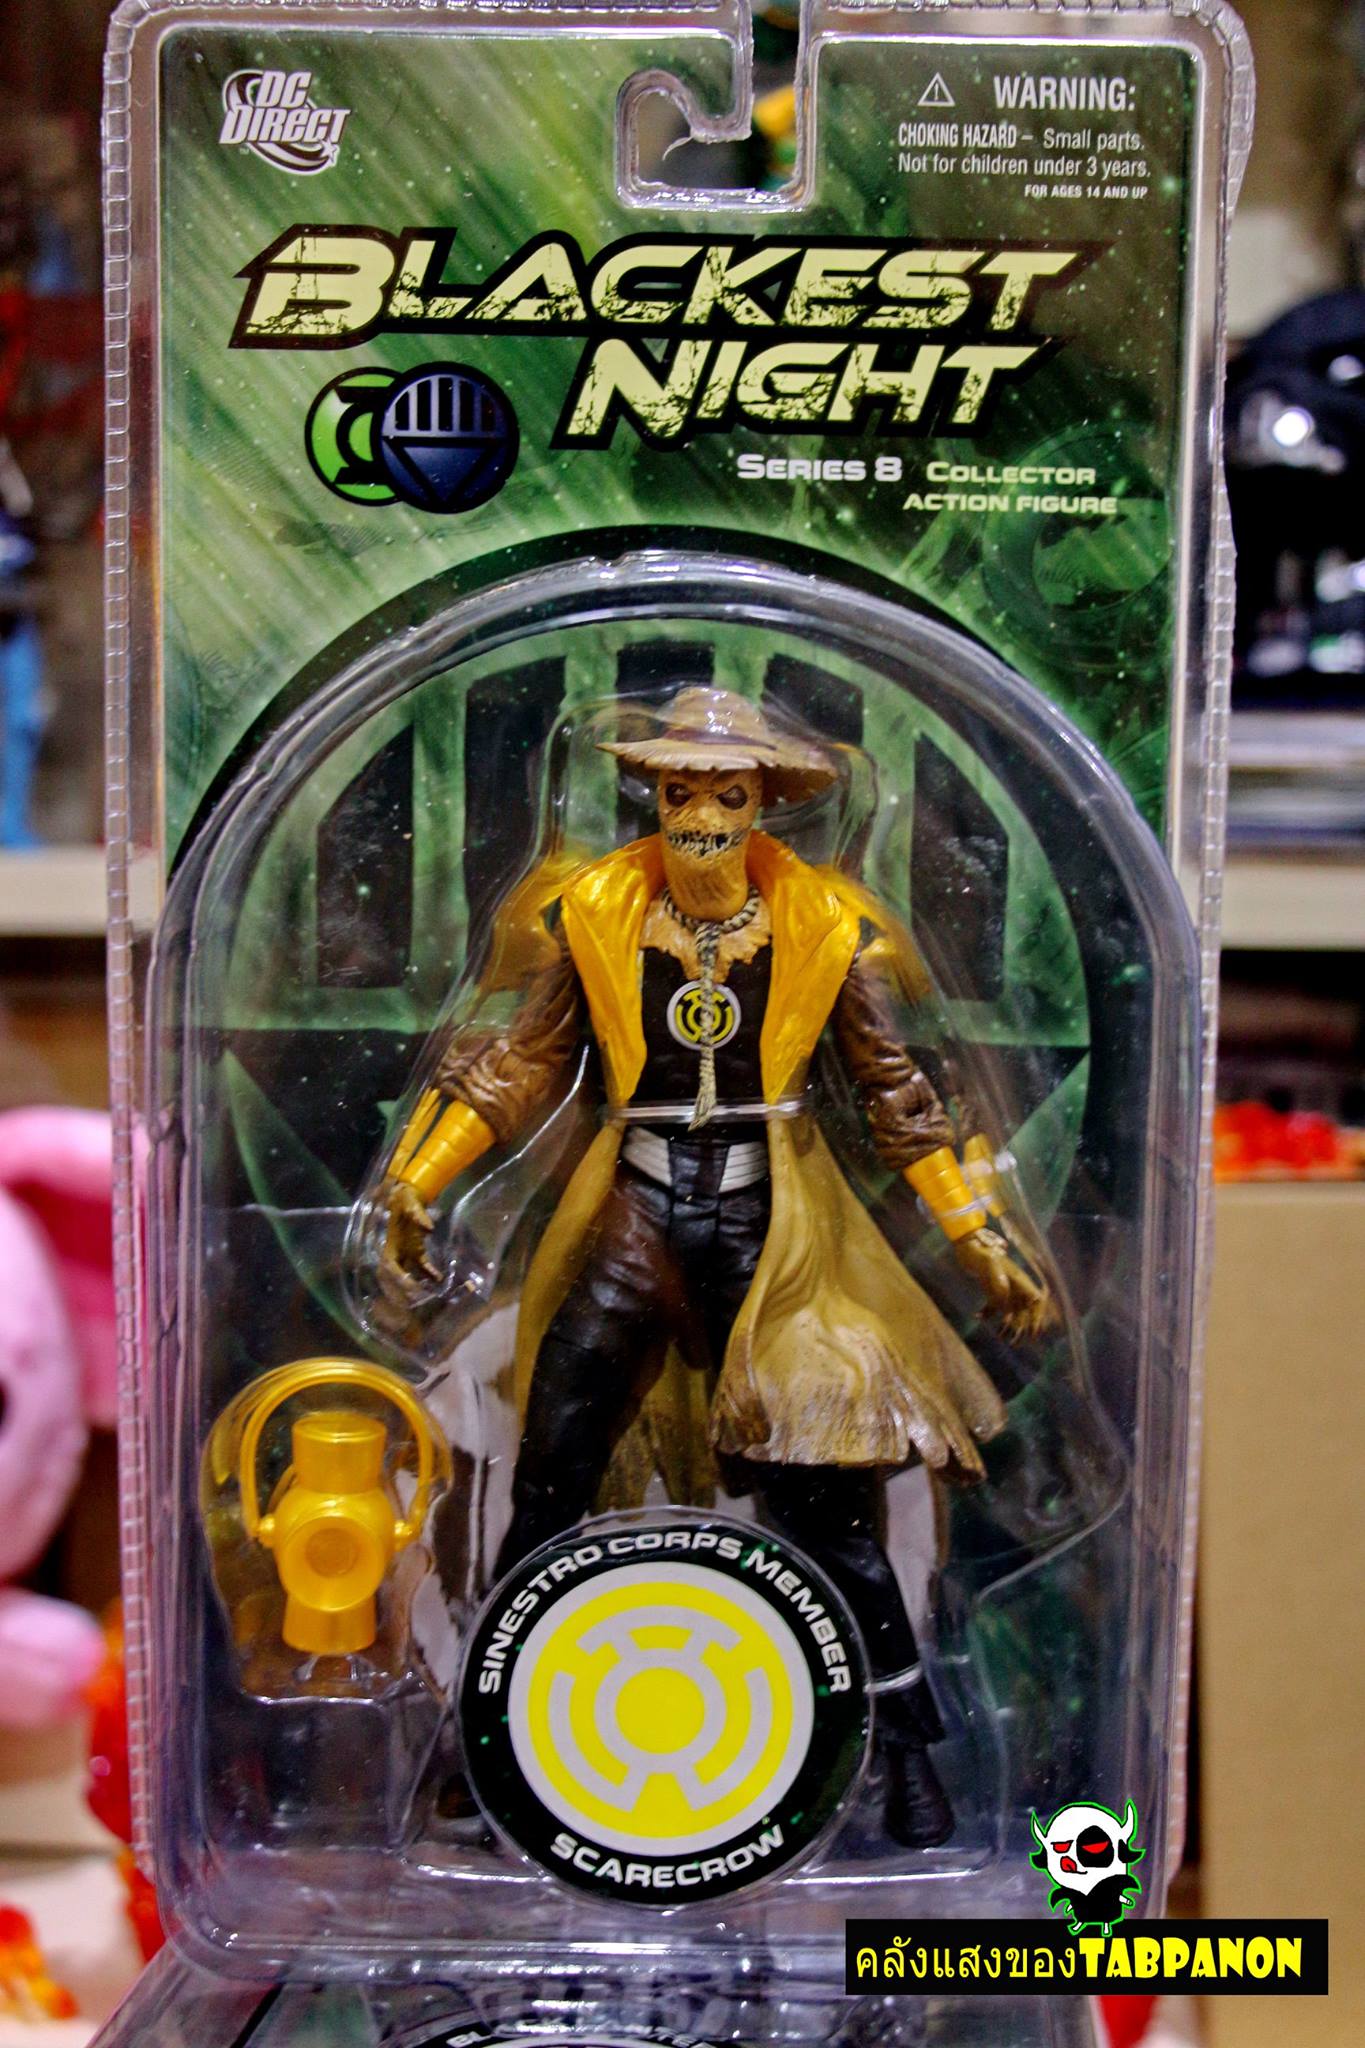 DC
DIRECT
WARNING:
CHOKING HAZARD – Small parts.
Not for children under 3 years.
FOR AGES 14 AND UP
BLACKEST
NIGHT
SERIES 8 COLLECTOR
ACTION FIGURE
SINESTRO CORPS MEMBER
SCARECROW
คลังแสงของTABPANON